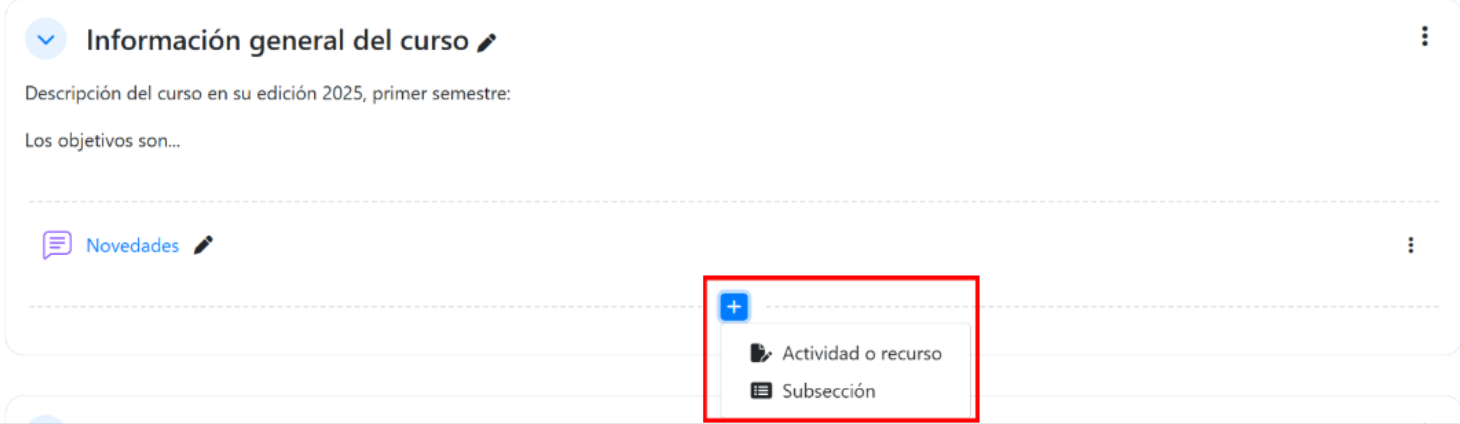 Información general del curso
Descripción del curso en su edición 2025, primer semestre:
Los objetivos son...
Novedades
Actividad o recurso
Subsección